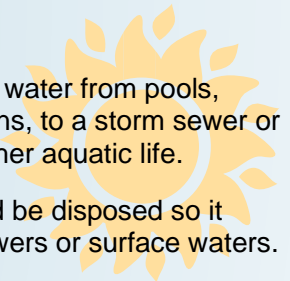 water from pools,
ns, to a storm sewer or
her aquatic life.
d be disposed so it
wers or surface waters.